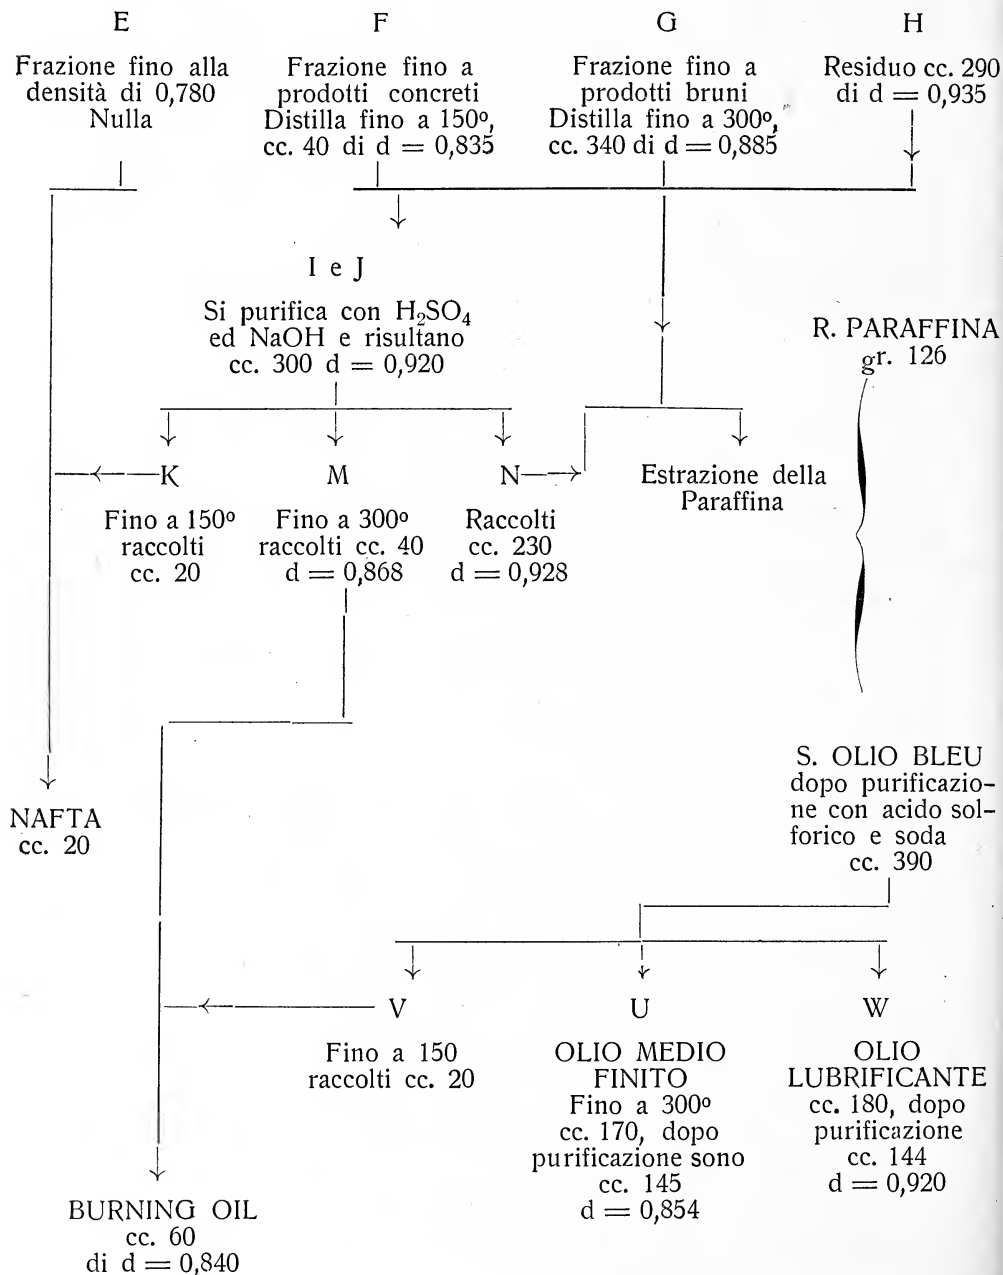 E
Frazione fino alla
densità di 0,780
Nulla
F
Frazione fino a
prodotti concreti
Distilla fino a 150º,
cc. 40 di d = 0,835
G
Frazione fino a
prodotti bruni
Distilla fino a 300º,
cc. 340 di d = 0,885
H
Residuo cc. 290
di d = 0,935
I e J
Si purifica con H₂SO₄
ed NaOH e risultano
cc. 300 d = 0,920
R. PARAFFINA
gr. 126
K
Fino a 150º
raccolti
cc. 20
M
Fino a 300º
raccolti cc. 40
d = 0,868
N
Raccolti
cc. 230
d = 0,928
Estrazione della
Paraffina
NAFTA
cc. 20
S. OLIO BLEU
dopo purificazio-
ne con acido sol-
forico e soda
cc. 390
V
Fino a 150
raccolti cc. 20
U
OLIO MEDIO
FINITO
Fino a 300º
cc. 170, dopo
purificazione sono
cc. 145
d = 0,854
W
OLIO
LUBRIFICANTE
cc. 180, dopo
purificazione
cc. 144
d = 0,920
BURNING OIL
cc. 60
di d = 0,840